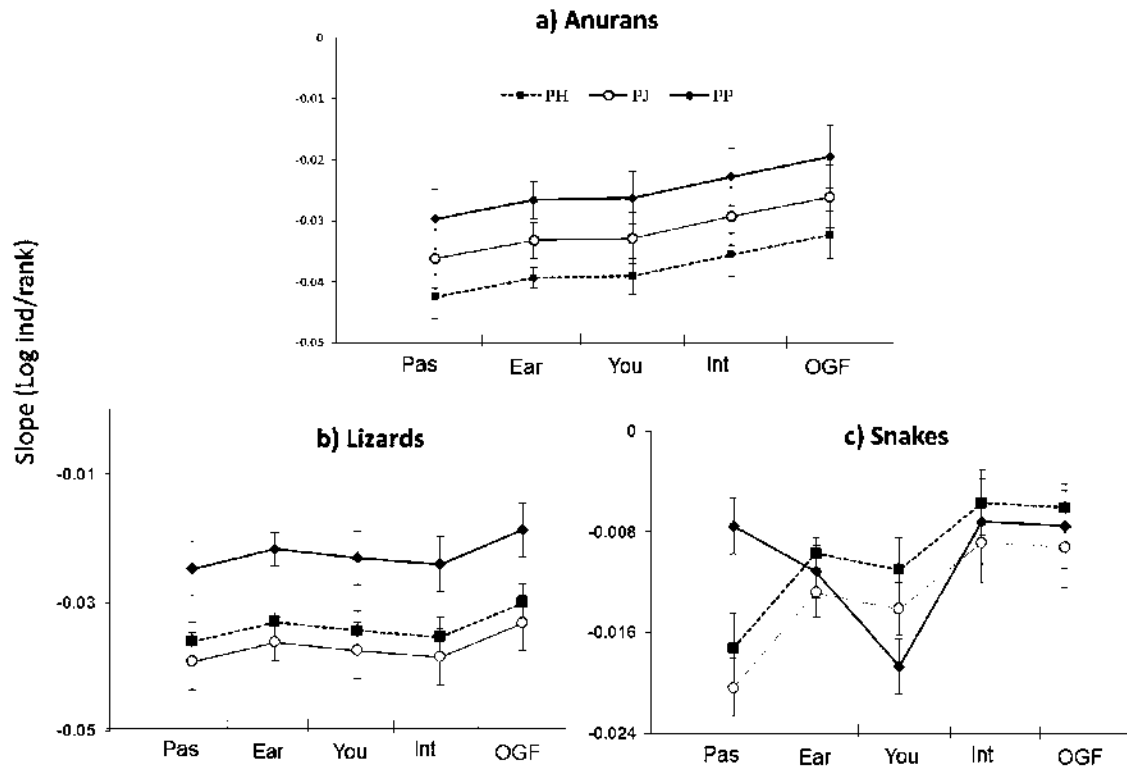 a) Anurans
0
-0.01
-0.02
-0.03
-0.04
-0.05
PH PJ PP
Pas Ear You Int OGF
Slope (Log ind/rank)
b) Lizards
-0.01
-0.03
-0.05
Pas Ear You Int OGF
c) Snakes
0
-0.008
-0.016
-0.024
Pas Ear You Int OGF